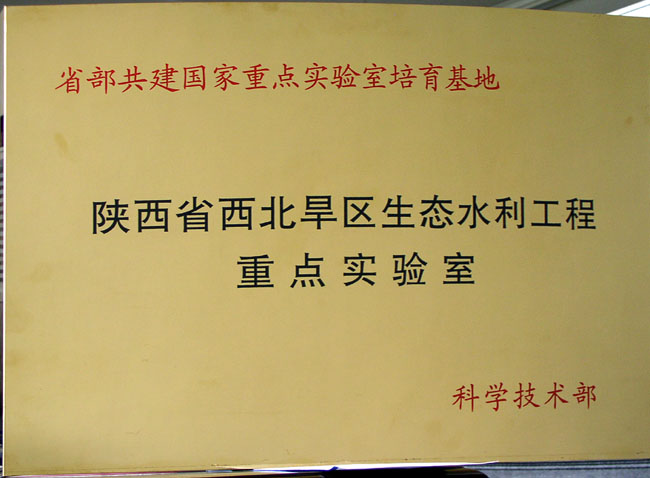 省部共建国家重点实验室培育基地
陕西省西北旱区生态水利工程
重点实验室
科学技术部